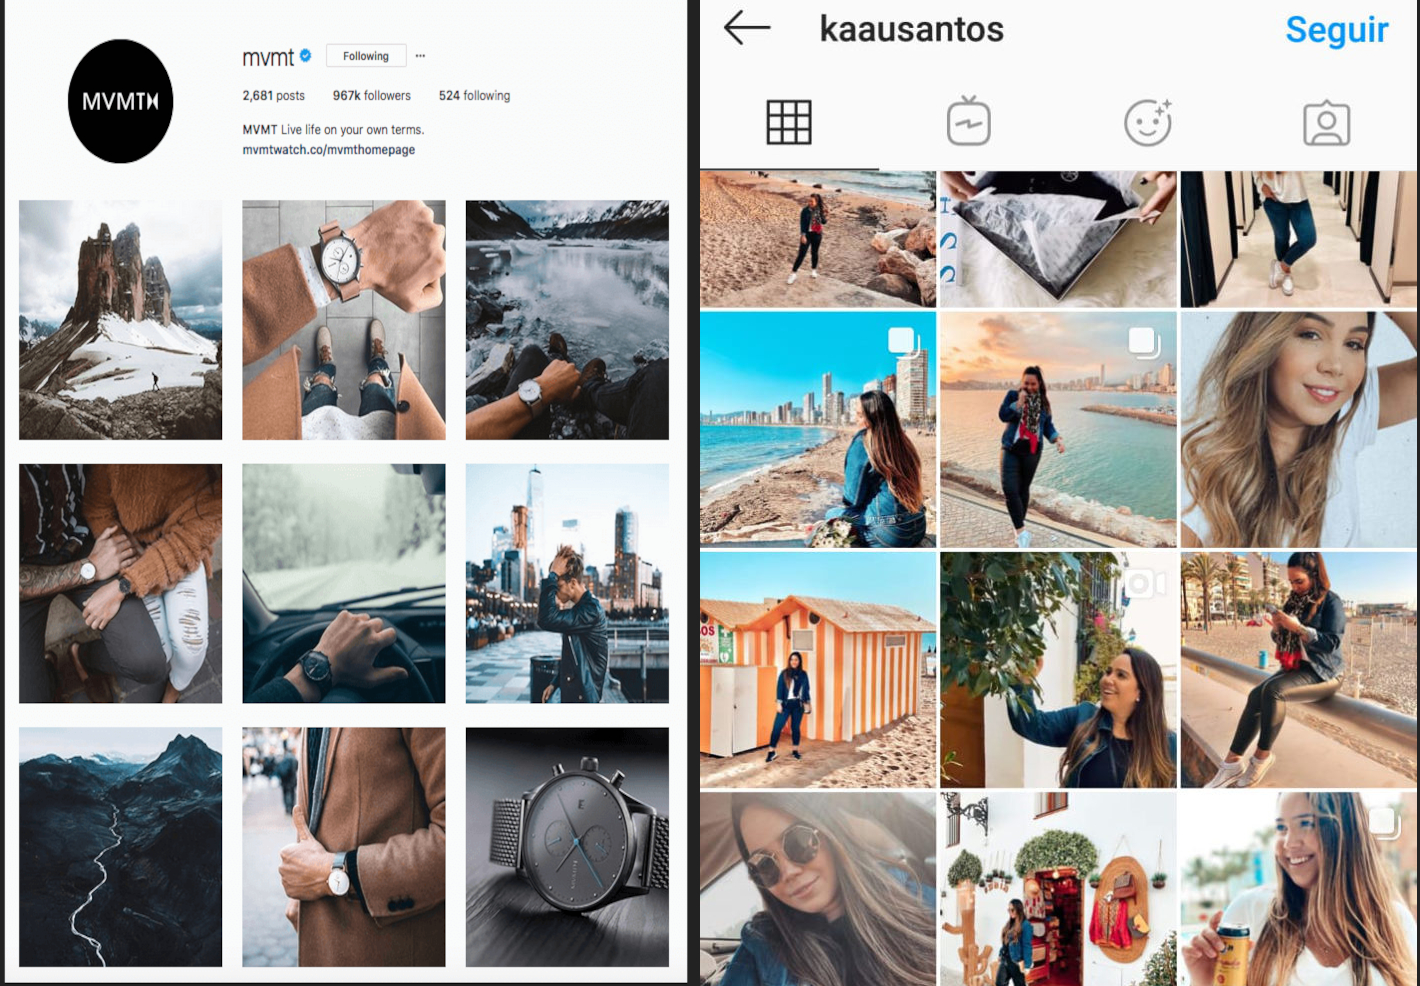 MVMT
mvmt
Following
2,681 posts 967k followers 524 following
MVMT Live life on your own terms.
mvmtwatch.co/mvmthomepage
kaausantos
Seguir